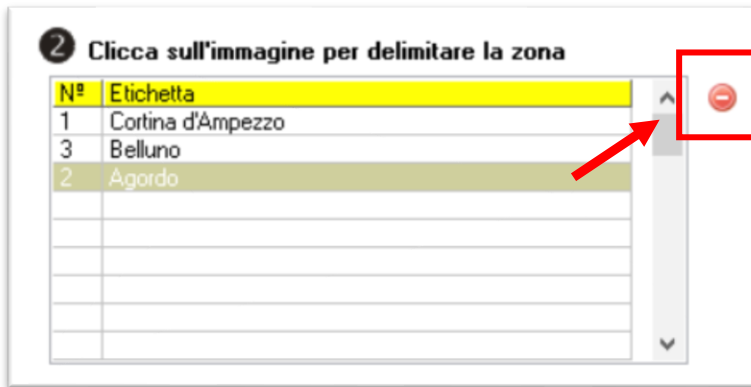 2 Clicca sull'immagine per delimitare la zona
Nº Etichetta
1 Cortina d'Ampezzo
3 Belluno
2 Agordo